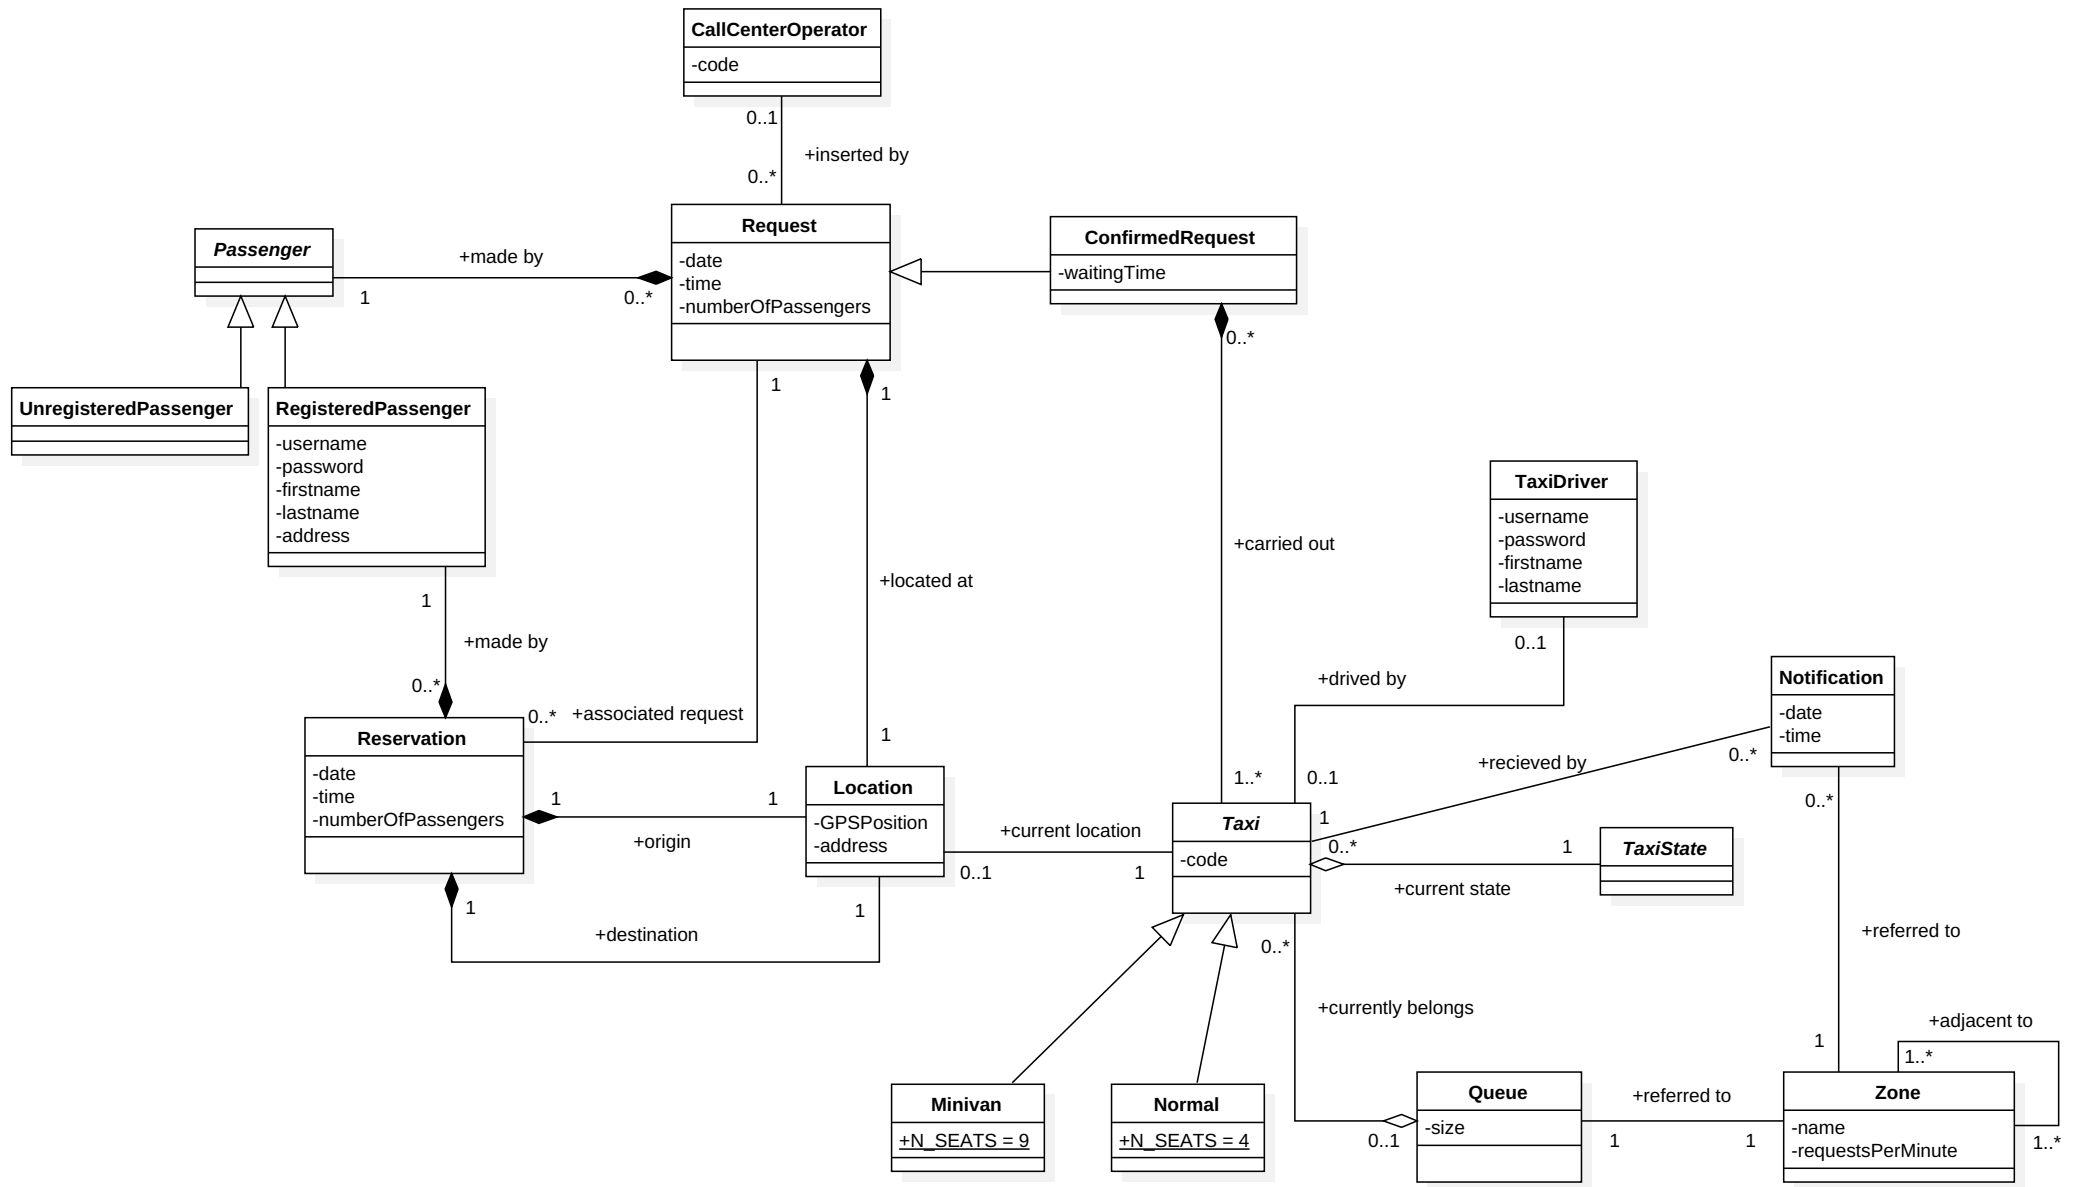 CallCenterOperator
-code
0..1
+inserted by
0..*
Request
-date
-time
-numberOfPassengers
ConfirmedRequest
-waitingTime
Passenger
+made by
1
0..*
0..*
1
1
UnregisteredPassenger
RegisteredPassenger
-username
-password
-firstname
-lastname
-address
TaxiDriver
-username
-password
-firstname
-lastname
+carried out
+located at
1
+made by
0..*
0..1
+drived by
Notification
-date
-time
0..* +associated request
Reservation
-date
-time
-numberOfPassengers
1
1..*
0..1
+recieved by
0..*
0..*
1
1
+origin
Location
-GPSPosition
-address
+current location
0..1
1
Taxi
-code
1
0..*
1
+current state
TaxiState
1
1
+destination
0..*
+referred to
+currently belongs
1
+adjacent to
1..*
Minivan
+N_SEATS = 9
Normal
+N_SEATS = 4
0..1
Queue
-size
+referred to
1
1
Zone
-name
-requestsPerMinute
1..*